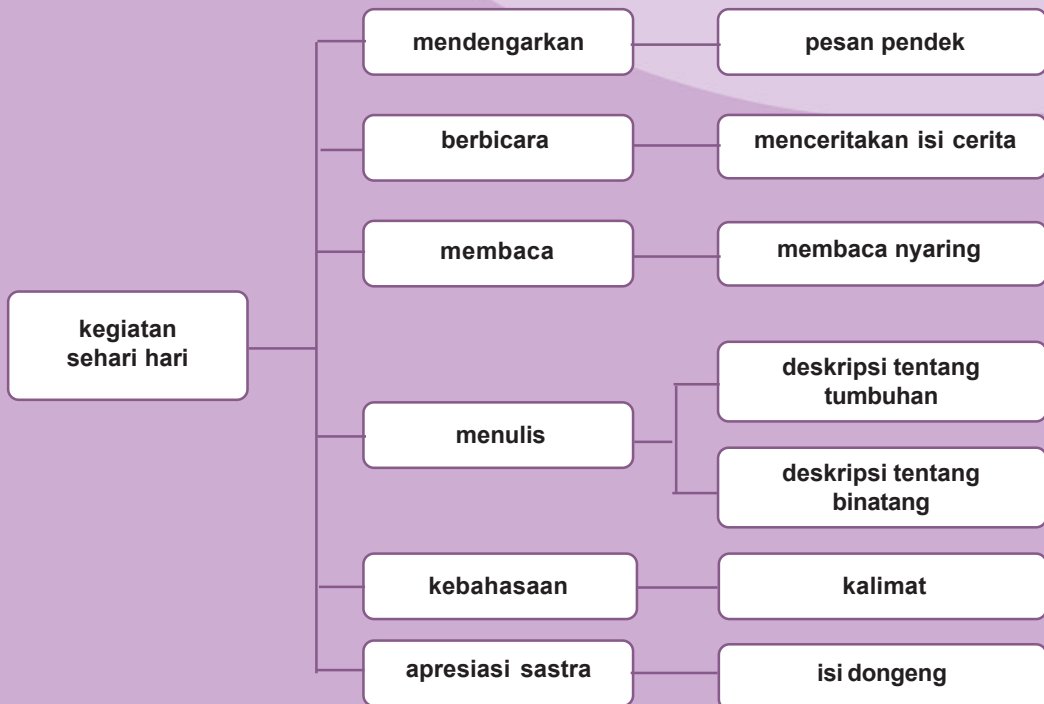 mendengarkan
pesan pendek
berbicara
menceritakan isi cerita
membaca
membaca nyaring
kegiatan
sehari hari
menulis
deskripsi tentang
tumbuhan
deskripsi tentang
binatang
kebahasaan
kalimat
apresiasi sastra
isi dongeng